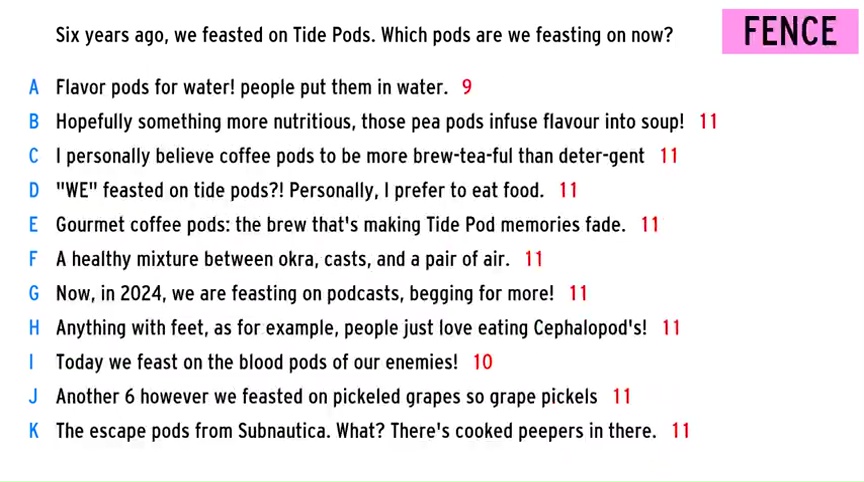 Six years ago, we feasted on Tide Pods. Which pods are we feasting on now?
FENCE
A Flavor pods for water! people put them in water. 9
B Hopefully something more nutritious, those pea pods infuse flavour into soup! 11
C I personally believe coffee pods to be more brew-tea-ful than deter-gent 11
D "WE" feasted on tide pods?! Personally, I prefer to eat food. 11
E Gourmet coffee pods: the brew that's making Tide Pod memories fade. 11
F A healthy mixture between okra, casts, and a pair of air. 11
G Now, in 2024, we are feasting on podcasts, begging for more! 11
H Anything with feet, as for example, people just love eating Cephalopod's! 11
I Today we feast on the blood pods of our enemies! 10
J Another 6 however we feasted on pickeled grapes so grape pickels 11
K The escape pods from Subnautica. What? There's cooked peepers in there. 11